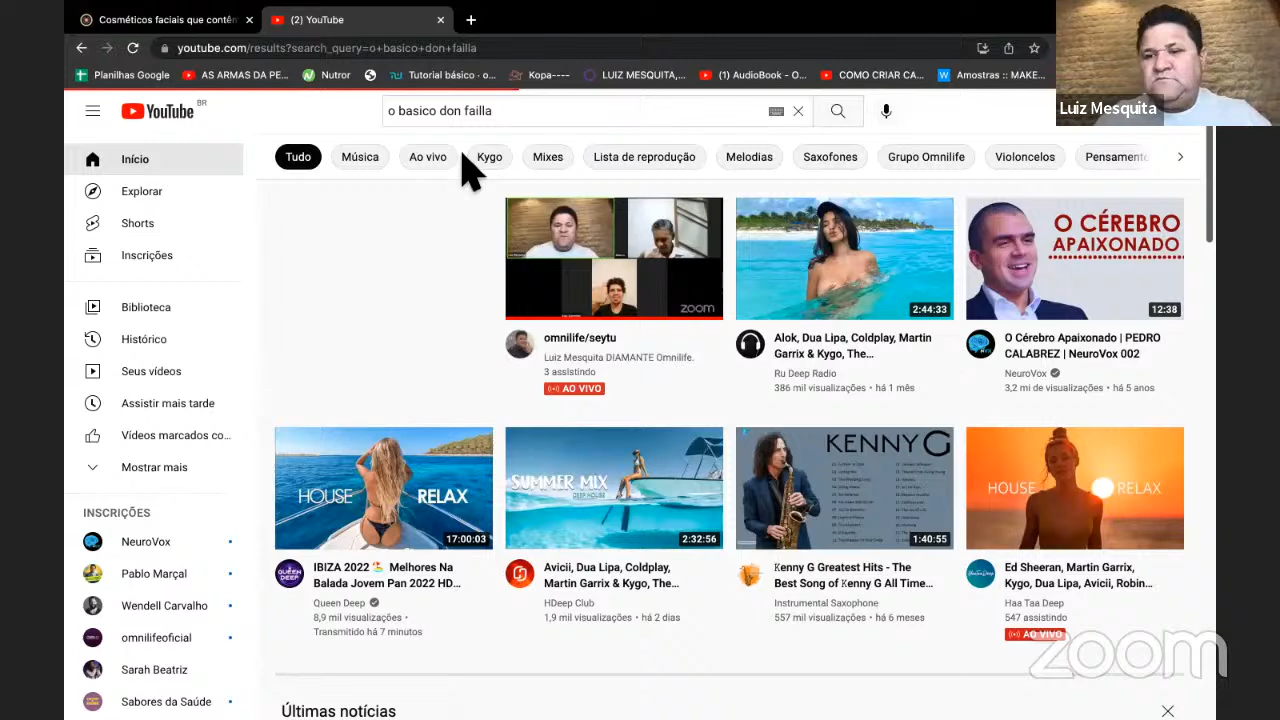 Cosméticos faciais que contên
(2) YouTube
youtube.com/results?search_query=o+basico+don+failla
Planilhas Google
AS ARMAS DA PE...
Nutror
Tutorial básico · o...
Kopa----
LUIZ MESQUITA,...
(1) AudioBook - O...
COMO CRIAR CA...
Amostras :: MAKE...
Luiz Mesquita
YouTube BR
o basico don failla
Tudo
Música
Ao vivo
Kygo
Mixes
Lista de reprodução
Melodias
Saxofones
Grupo Omnilife
Violoncelos
Pensamento
Início
Explorar
Shorts
Inscrições
Biblioteca
Histórico
Seus vídeos
Assistir mais tarde
Vídeos marcados co...
Mostrar mais
INSCRIÇÕES
NeuroVox
Pablo Marçal
Wendell Carvalho
omnilifeoficial
Sarah Beatriz
Sabores da Saúde
zoom
omnilife/seytu
Luiz Mesquita DIAMANTE Omnilife.
3 assistindo
AO VIVO
2:44:33
Alok, Dua Lipa, Coldplay, Martin
Garrix & Kygo, The...
Ru Deep Radio
386 mil visualizações • há 1 mês
O CÉREBRO
APAIXONADO
12:38
O Cérebro Apaixonado | PEDRO
CALABREZ | NeuroVox 002
NeuroVox
3,2 mi de visualizações • há 5 anos
HOUSE RELAX
17:00:03
QUEEN
DEEP
IBIZA 2022 Melhores Na
Balada Jovem Pan 2022 HD...
Queen Deep
8,9 mil visualizações •
Transmitido há 7 minutos
SUMMER MIX
DEEP HOUSE
2:32:56
Avicii, Dua Lipa, Coldplay,
Martin Garrix & Kygo, The...
HDeep Club
1,9 mil visualizações • há 2 dias
KENNY G
1:40:55
Kenny G Greatest Hits - The
Best Song of Kenny G All Time...
Instrumental Saxophone
557 mil visualizações • há 6 meses
HOUSE RELAX
Ed Sheeran, Martin Garrix,
Kygo, Dua Lipa, Avicii, Robin...
Haa Taa Deep
547 assistindo
AO VIVO
zoom
Últimas notícias